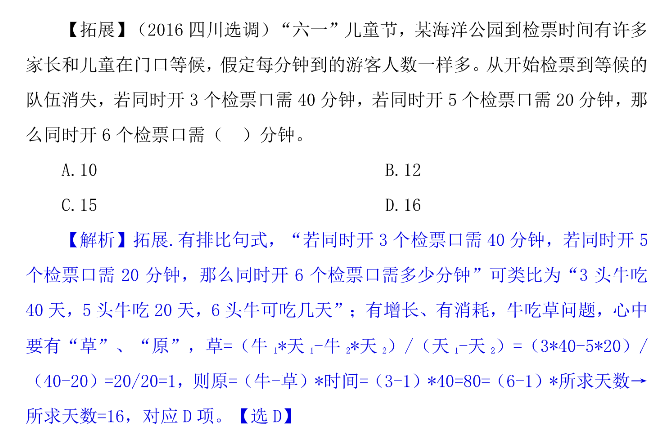 【拓展】（2016 四川选调）“六一”儿童节，某海洋公园到检票时间有许多
家长和儿童在门口等候，假定每分钟到的游客人数一样多。从开始检票到等候的
队伍消失，若同时开 3 个检票口需 40 分钟，若同时开 5 个检票口需 20 分钟，那
么同时开 6 个检票口需（ ）分钟。
A.10 B.12
C.15 D.16
【解析】拓展.有排比句式，“若同时开 3 个检票口需 40 分钟，若同时开 5
个检票口需 20 分钟，那么同时开 6 个检票口需多少分钟”可类比为“3 头牛吃
40 天，5 头牛吃 20 天，6 头牛可吃几天”；有增长、有消耗，牛吃草问题，心中
要有“草”、“原”，草=（牛₁*天₁-牛₂*天₂）/（天₁-天₂）=（3*40-5*20）/
（40-20）=20/20=1，则原=（牛-草）*时间=（3-1）*40=80=（6-1）*所求天数→
所求天数=16，对应 D 项。【选 D】